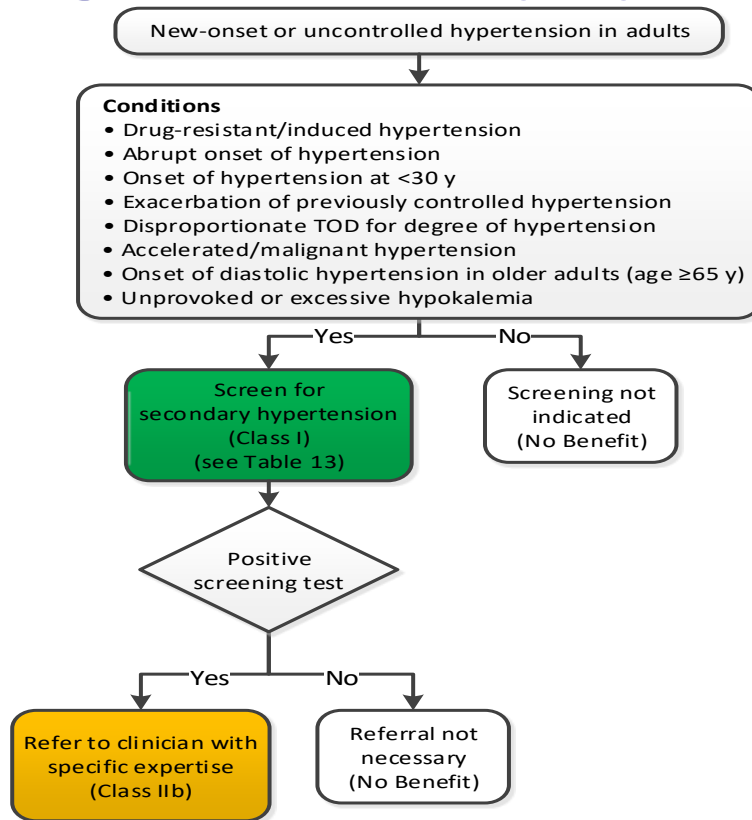 New-onset or uncontrolled hypertension in adults
Conditions
• Drug-resistant/induced hypertension
• Abrupt onset of hypertension
• Onset of hypertension at <30 y
• Exacerbation of previously controlled hypertension
• Disproportionate TOD for degree of hypertension
• Accelerated/malignant hypertension
• Onset of diastolic hypertension in older adults (age ≥65 y)
• Unprovoked or excessive hypokalemia
Yes
No
Screen for
secondary hypertension
(Class I)
(see Table 13)
Screening not
indicated
(No Benefit)
Positive
screening test
Yes
No
Refer to clinician with
specific expertise
(Class IIb)
Referral not
necessary
(No Benefit)